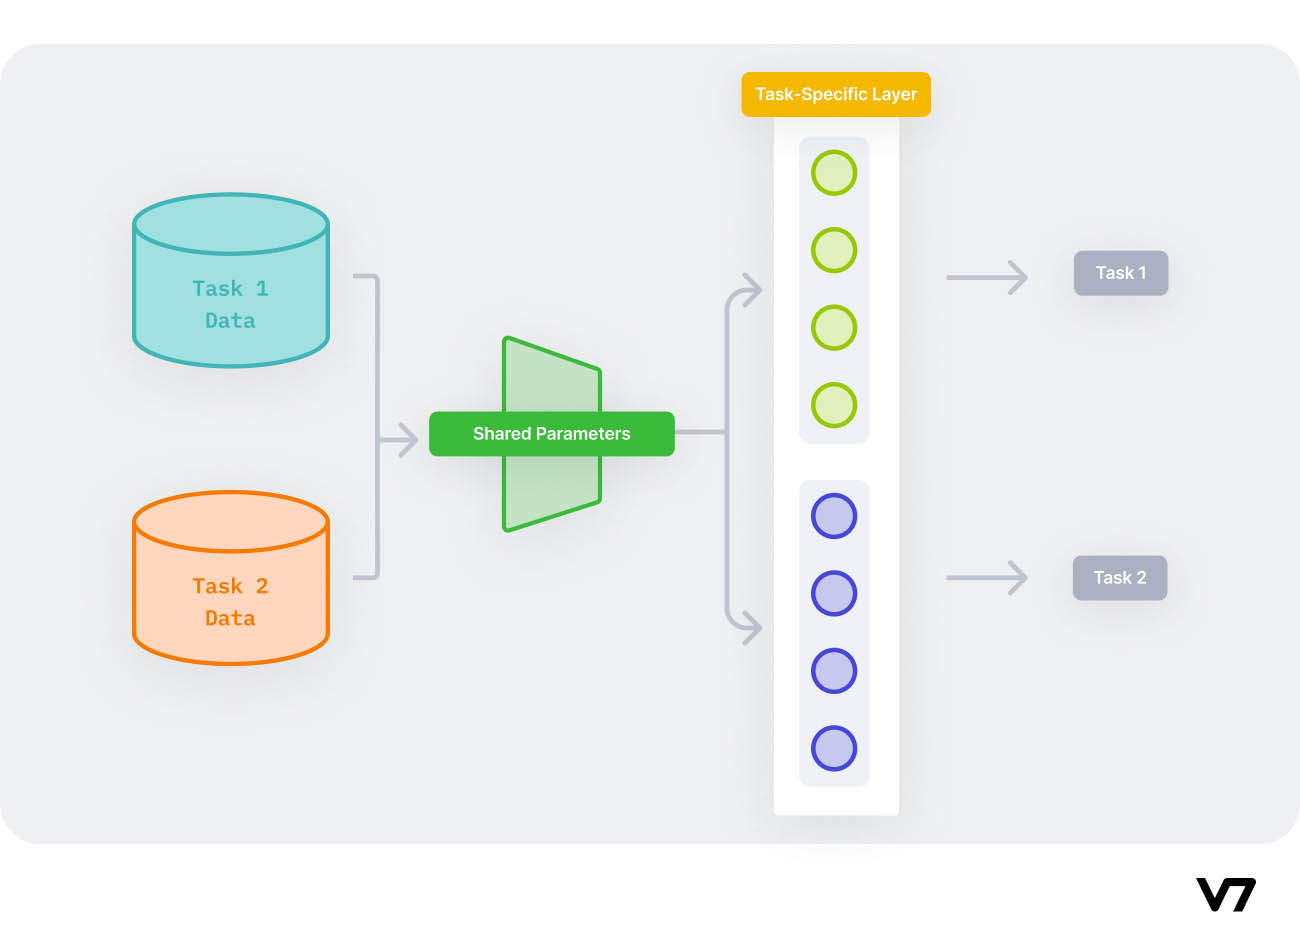 Task-Specific Layer
Task 1
Data
Task 1
Shared Parameters
Task 2
Data
Task 2
V7